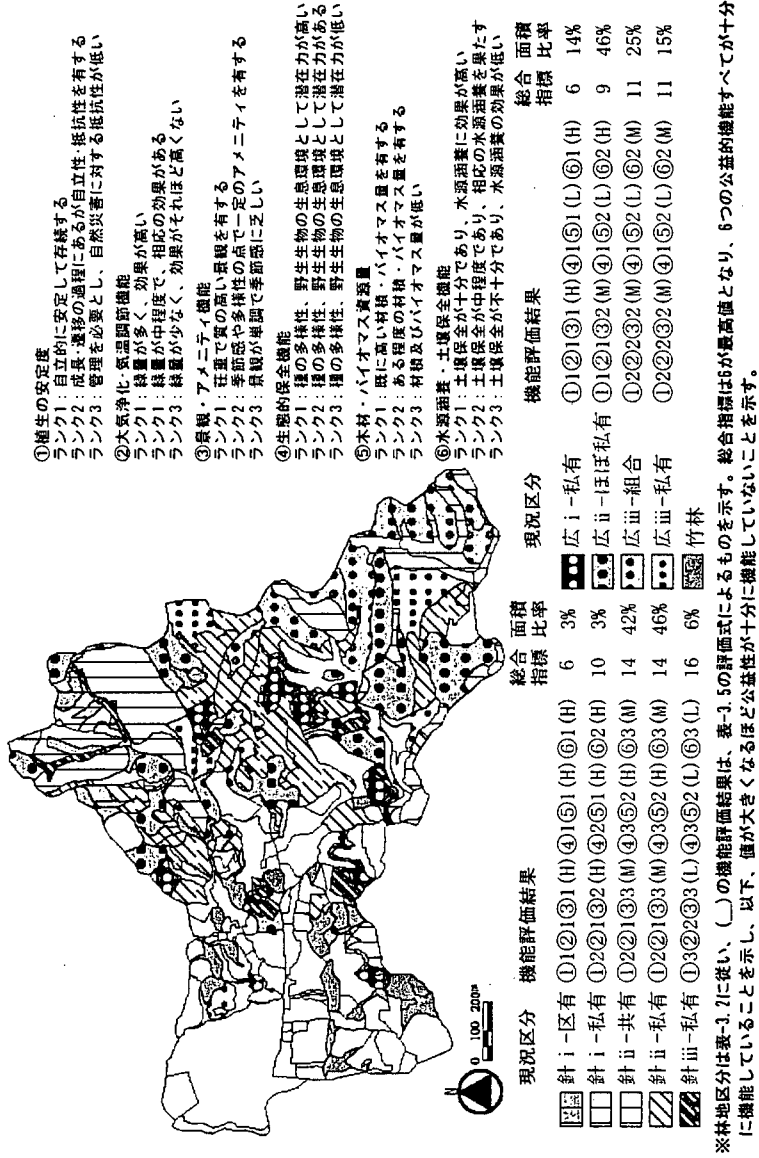 ①植生の安定度
ランク1：自立的に安定して存続する
ランク2：成長・遷移の過程にあるが自立性・抵抗性を有する
ランク3：管理を必要とし、自然災害に対する抵抗性が低い
②大気浄化・気温調節機能
ランク1：緑量が多く、効果が高い
ランク2：緑量が中程度で、相応の効果がある
ランク3：緑量が少なく、効果がそれほど高くない
③景観・アメニティ機能
ランク1：荘重で質の高い景観を有する
ランク2：季節感や多様性の点で一定のアメニティを有する
ランク3：景観が単調で季節感に乏しい
④生態的保全機能
ランク1：種の多様性、野生生物の生息環境として潜在力が高い
ランク2：種の多様性、野生生物の生息環境として潜在力がある
ランク3：種の多様性、野生生物の生息環境として潜在力が低い
⑤木材・バイオマス資源量
ランク1：既に高い材積・バイオマス量を有する
ランク2：ある程度の材積・バイオマス量を有する
ランク3：材積及びバイオマス量が低い
⑥水源涵養・土壌保全機能
ランク1：土壌保全が十分であり、水源涵養に効果が高い
ランク2：土壌保全が中程度であり、相応の水源涵養を果たす
ランク3：土壌保全が不十分であり、水源涵養の効果が低い
N
0 100 200m
現況区分 機能評価結果 総合指標 面積比率
針ⅰ-区有 ①1②1③1(H)④1⑤1(H)⑥1(H) 6 3%
針ⅰ-私有 ①2②1③2(H)④2⑤1(H)⑥2(H) 10 3%
針ⅱ-共有 ①2②1③3(M)④3⑤2(H)⑥3(M) 14 42%
針ⅱ-私有 ①2②1③3(M)④3⑤2(H)⑥3(M) 14 46%
針ⅲ-私有 ①3②2③3(L)④3⑤2(L)⑥3(L) 16 6%
現況区分 機能評価結果 総合指標 面積比率
広ⅰ-私有 ①1②1③1(H)④1⑤1(L)⑥1(H) 6 14%
広ⅱ-ほぼ私有 ①1②1③2(M)④1⑤2(L)⑥2(H) 9 46%
広ⅲ-組合 ①2②2③2(M)④1⑤2(L)⑥2(M) 11 25%
広ⅲ-私有 ①2②2③2(M)④1⑤2(L)⑥2(M) 11 15%
竹林
※林地区分は表-3.2に従い、(_)の機能評価結果は、表-3.5の評価式によるものを示す。総合指標は6が最高値となり、6つの公益的機能すべてが十分
に機能していることを示し、以下、値が大きくなるほど公益性が十分に機能していないことを示す。